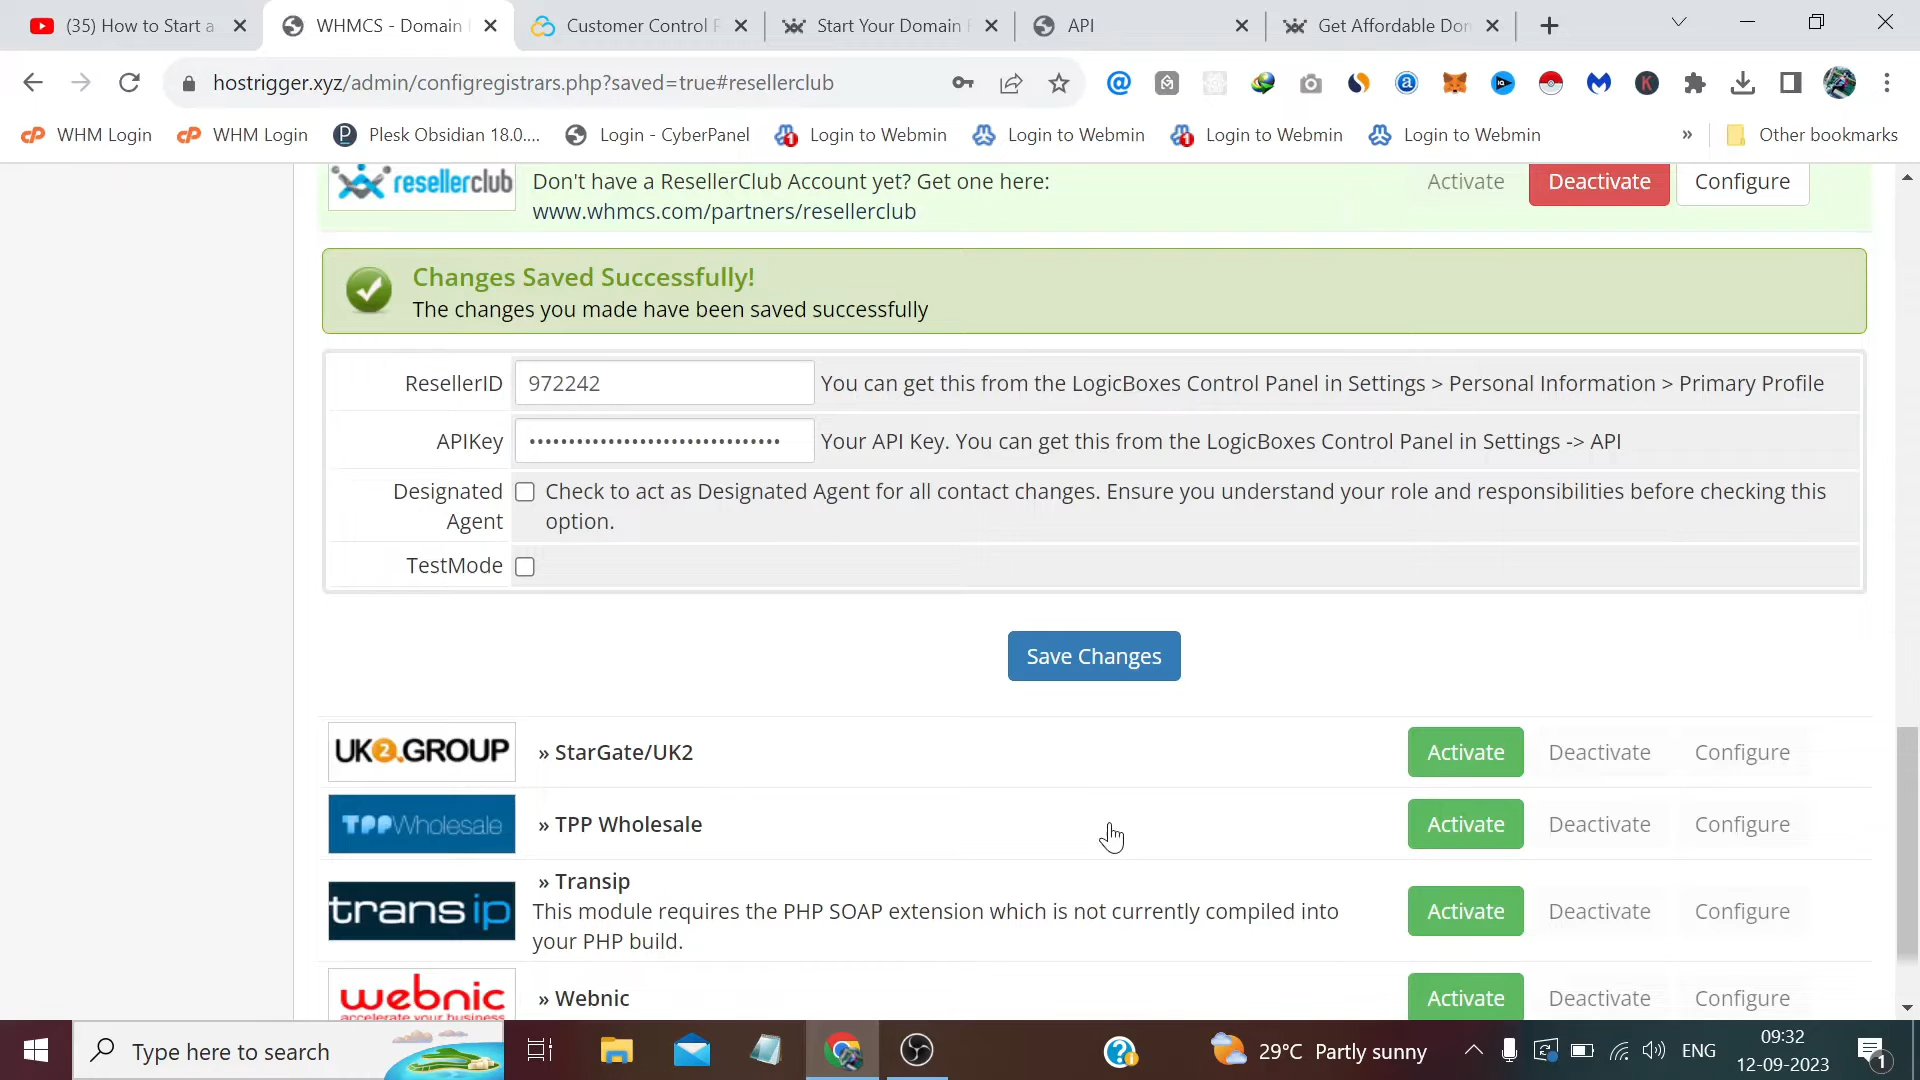 (35) How to Start a
WHMCS - Domain
Customer Control P
Start Your Domain R
API
Get Affordable Dom
hostrigger.xyz/admin/configregistrars.php?saved=true#resellerclub
WHM Login
WHM Login
Plesk Obsidian 18.0....
Login - CyberPanel
Login to Webmin
Login to Webmin
Login to Webmin
Login to Webmin
»
Other bookmarks
resellerclub
Don't have a ResellerClub Account yet? Get one here:
www.whmcs.com/partners/resellerclub
Activate
Deactivate
Configure
Changes Saved Successfully!
The changes you made have been saved successfully
ResellerID
972242
You can get this from the LogicBoxes Control Panel in Settings > Personal Information > Primary Profile
APIKey
Your API Key. You can get this from the LogicBoxes Control Panel in Settings -> API
Designated
Agent
Check to act as Designated Agent for all contact changes. Ensure you understand your role and responsibilities before checking this
option.
TestMode
Save Changes
UK2.GROUP
» StarGate/UK2
Activate
Deactivate
Configure
TPPWholesale
» TPP Wholesale
Activate
Deactivate
Configure
transip
» Transip
This module requires the PHP SOAP extension which is not currently compiled into
your PHP build.
Activate
Deactivate
Configure
webnic
accelerate your business
» Webnic
Activate
Deactivate
Configure
Type here to search
29°C Partly sunny
ENG
09:32
12-09-2023
1